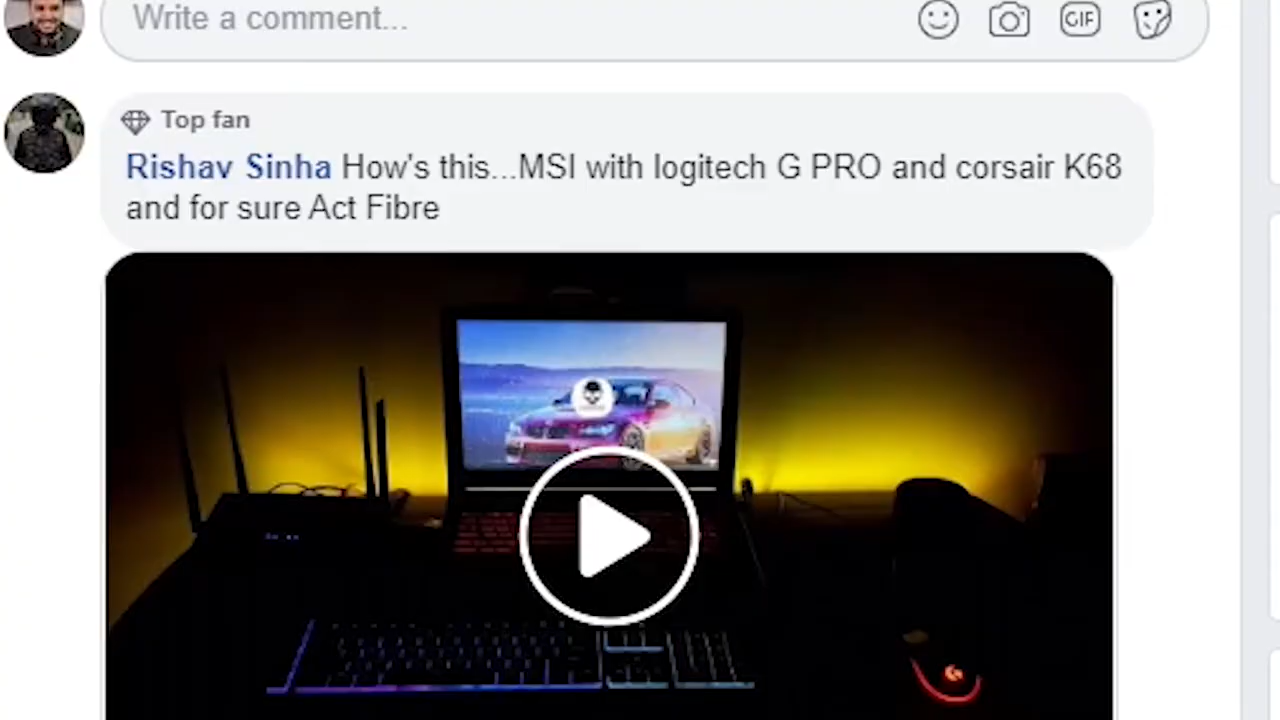 Write a comment...
GIF
Top fan
Rishav Sinha How's this...MSI with logitech G PRO and corsair K68
and for sure Act Fibre